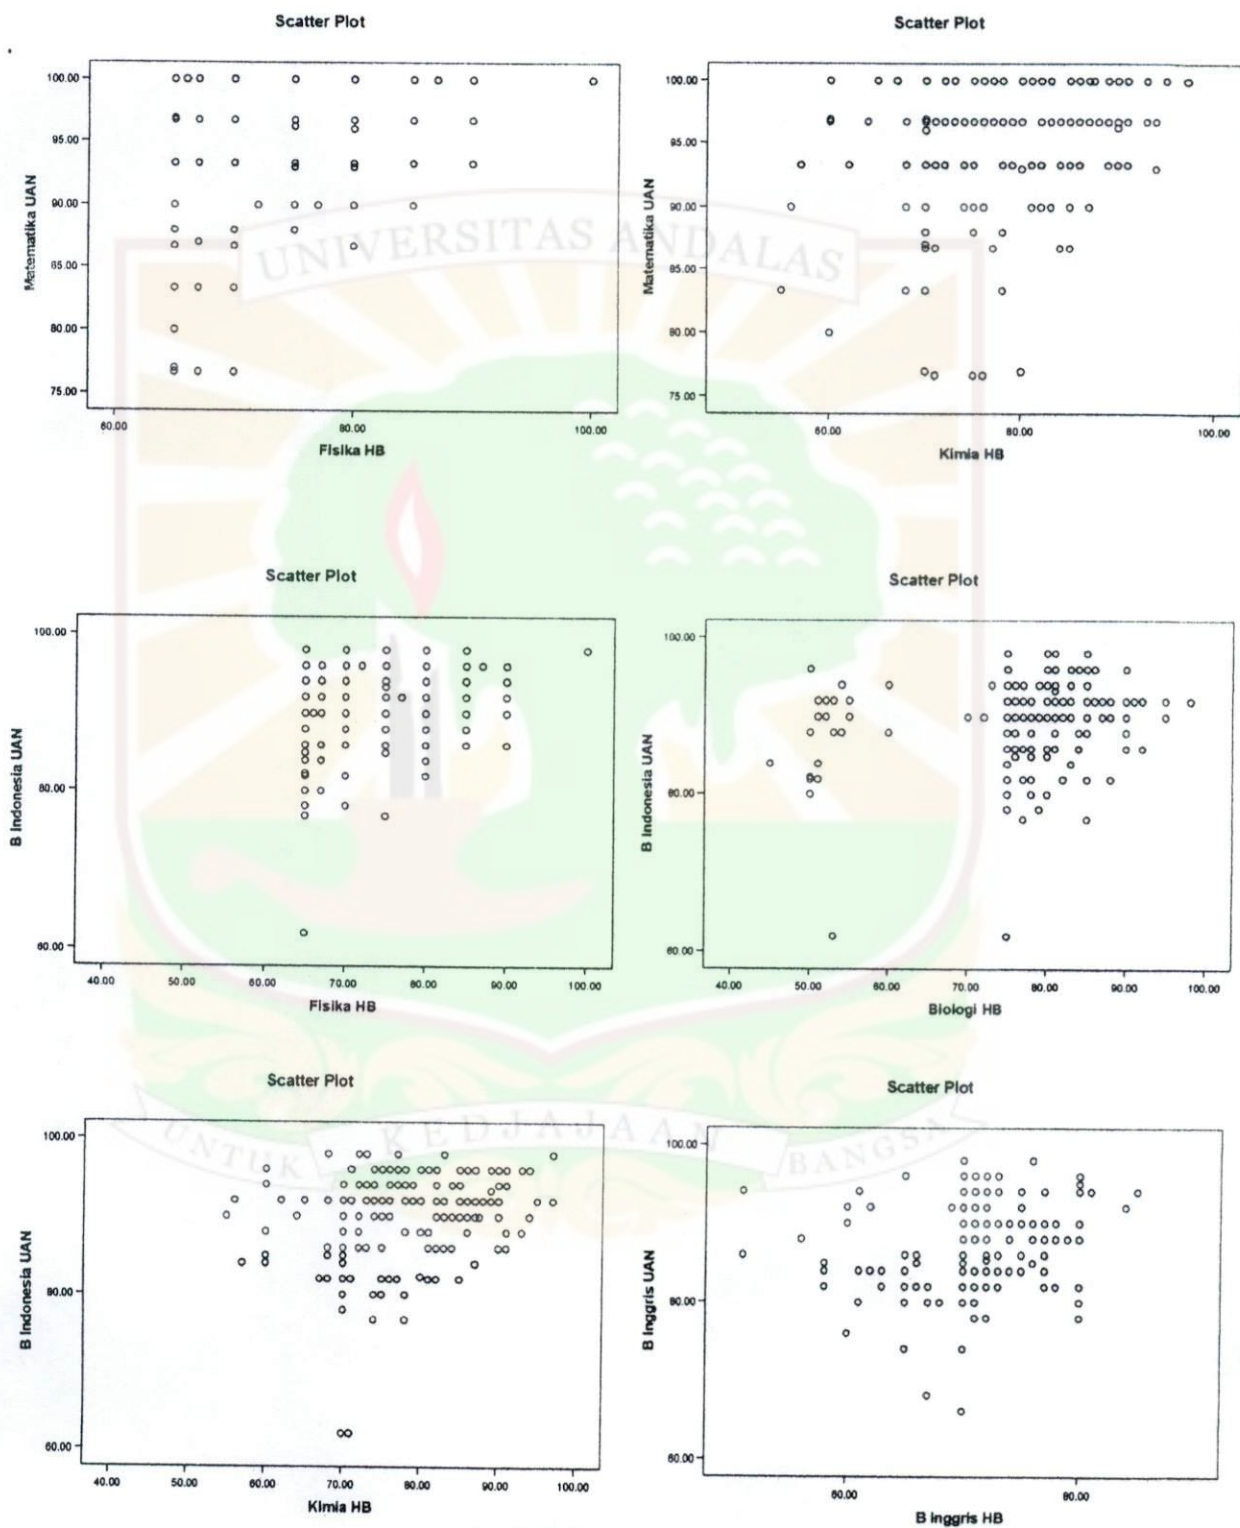 Scatter Plot
100.00
95.00
90.00
85.00
80.00
75.00
Matematika UAN
60.00
80.00
100.00
Fisika HB
Scatter Plot
100.00
95.00
90.00
85.00
80.00
75.00
Matematika UAN
60.00
80.00
100.00
Kimia HB
UNIVERSITAS ANDALAS
Scatter Plot
100.00
80.00
60.00
B Indonesia UAN
40.00
50.00
60.00
70.00
80.00
90.00
100.00
Fisika HB
Scatter Plot
100.00
80.00
60.00
B Indonesia UAN
40.00
50.00
60.00
70.00
80.00
90.00
100.00
Biologi HB
Scatter Plot
100.00
80.00
60.00
B Indonesia UAN
40.00
50.00
60.00
70.00
80.00
90.00
100.00
Kimia HB
Scatter Plot
100.00
80.00
60.00
B Inggris UAN
60.00
80.00
B Inggris HB
UNTUK KEDJAJAAN BANGSA